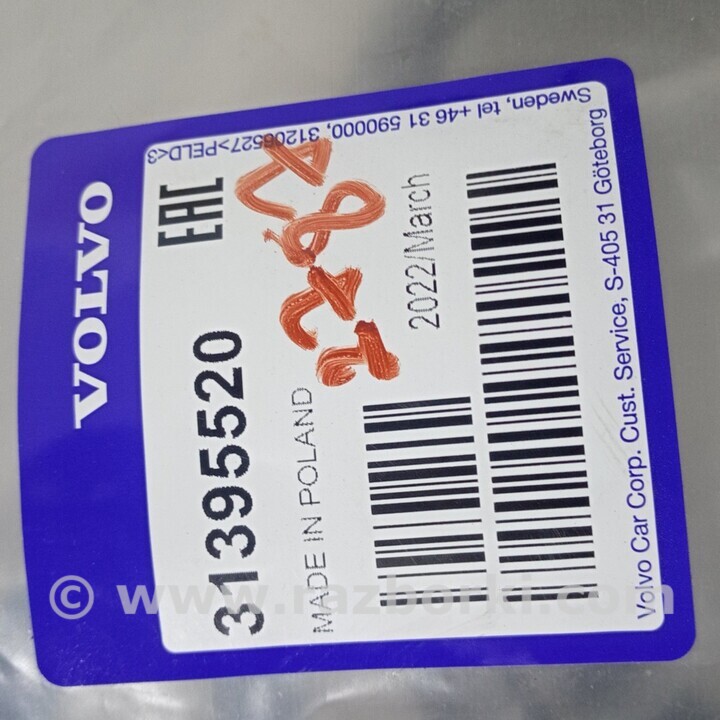 VOLVO
31395520 EAC
MADE IN POLAND
2022/March
Volvo Car Corp. Cust. Service, S-405 31 Göteborg
Sweden, tel +46 31 590000, 31206527>PELD<3
© www.razborki.com